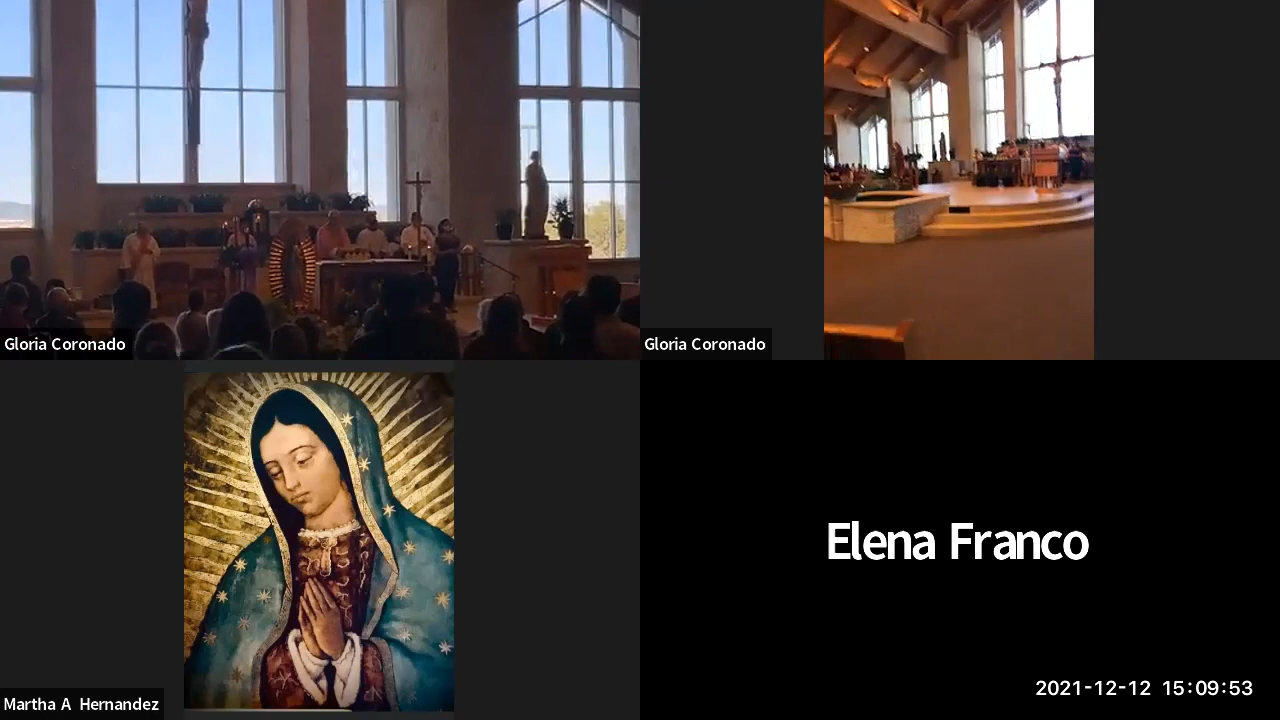 Gloria Coronado
Gloria Coronado
Martha A Hernandez
Elena Franco
2021-12-12 15:09:53